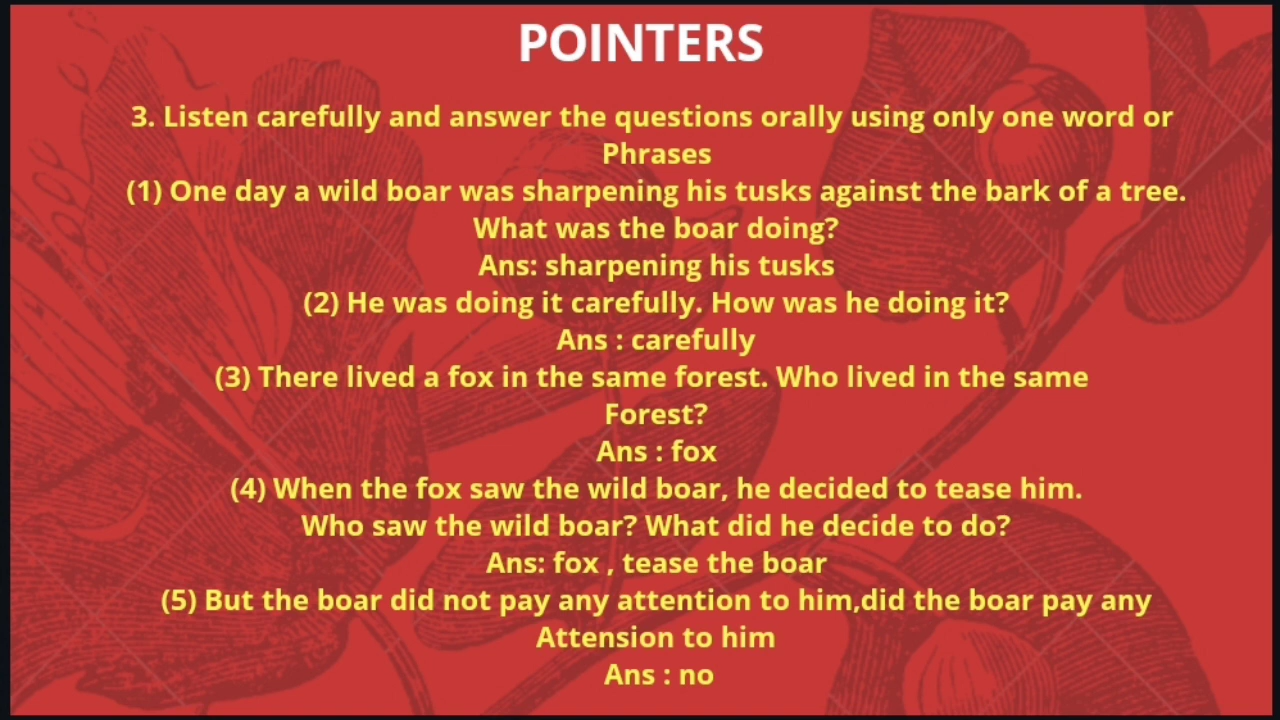 POINTERS
3. Listen carefully and answer the questions orally using only one word or
Phrases
(1) One day a wild boar was sharpening his tusks against the bark of a tree.
What was the boar doing?
Ans: sharpening his tusks
(2) He was doing it carefully. How was he doing it?
Ans : carefully
(3) There lived a fox in the same forest. Who lived in the same
Forest?
Ans : fox
(4) When the fox saw the wild boar, he decided to tease him.
Who saw the wild boar? What did he decide to do?
Ans: fox , tease the boar
(5) But the boar did not pay any attention to him,did the boar pay any
Attension to him
Ans : no